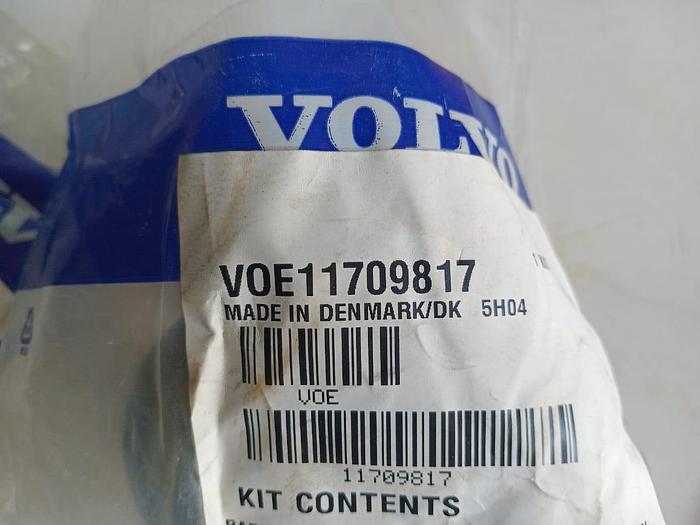 VOLVO
VOE11709817
MADE IN DENMARK/DK 5H04
VOE
11709817
KIT CONTENTS